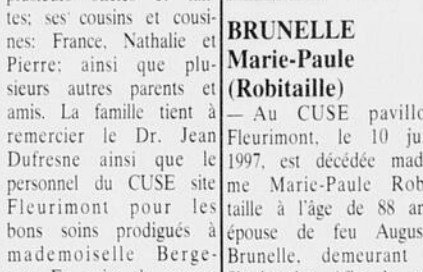 tes; ses cousins et cousi-
nes: France, Nathalie et
Pierre; ainsi que plu-
sieurs autres parents et
amis. La famille tient à
remercier le Dr. Jean
Dufresne ainsi que le
personnel du CUSE site
Fleurimont pour les
bons soins prodigués à
mademoiselle Berge-
BRUNELLE
Marie-Paule
(Robitaille)
— Au CUSE pavillo
Fleurimont, le 10 ju
1997, est décédée mad
me Marie-Paule Rob
taille à l'âge de 88 an
épouse de feu Augus
Brunelle, demeurant